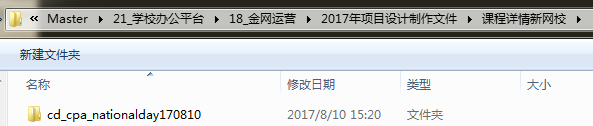 « Master 21_学校办公平台 18_金网运营 2017年项目设计制作文件 课程详情新网校
新建文件夹
名称 修改日期 类型 大小
cd_cpa_nationalday170810 2017/8/10 15:20 文件夹